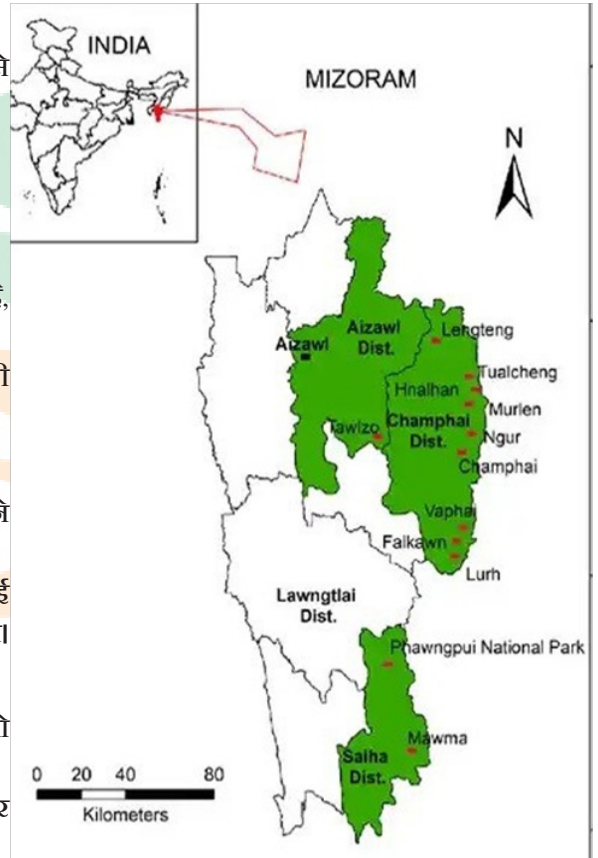 INDIA
MIZORAM
N
Aizawl
Aizawl
Dist.
Lengteng
Tualcheng
Hnalhan
Murlen
Champhai
Dist.
Tawizo
Ngur
Champhai
Vaphai
Falkawn
Lurh
Lawngtlai
Dist.
Phawngpui National Park
Mawma
Saiha
Dist.
0 20 40 80
Kilometers